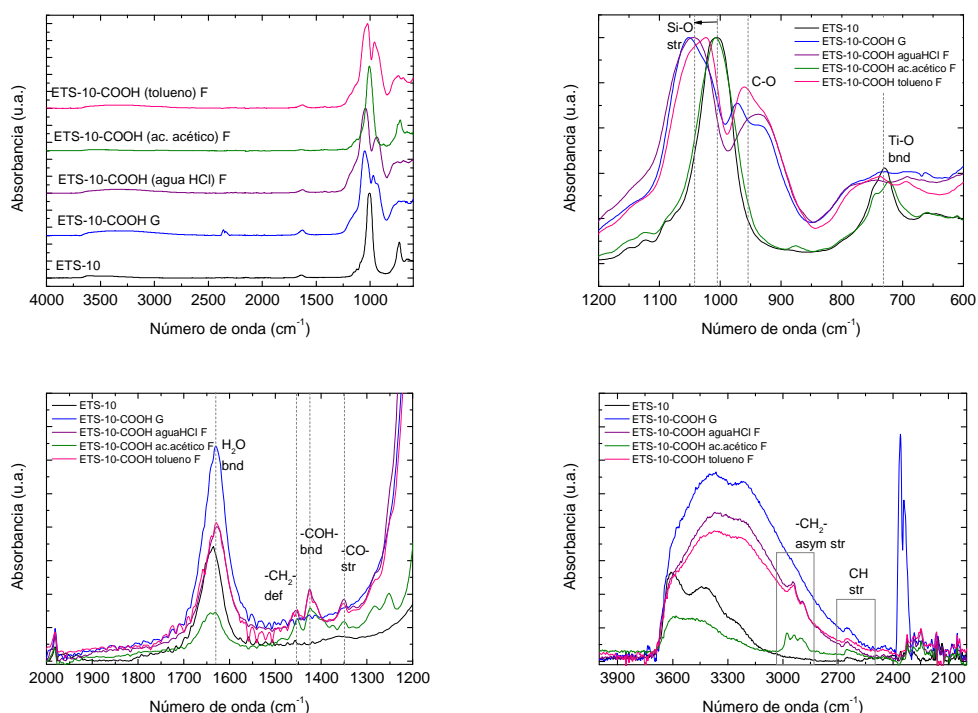 ETS-10-COOH (tolueno) F
ETS-10-COOH (ac. acético) F
ETS-10-COOH (agua HCl) F
ETS-10-COOH G
ETS-10
Absorbancia (u.a.)
4000 3500 3000 2500 2000 1500 1000
Número de onda (cm-1)
Si-O
str
C-O
Ti-O
bnd
ETS-10
ETS-10-COOH G
ETS-10-COOH aguaHCl F
ETS-10-COOH ac.acético F
ETS-10-COOH tolueno F
Absorbancia (u.a.)
1200 1100 1000 900 800 700 600
Número de onda (cm-1)
ETS-10
ETS-10-COOH G
ETS-10-COOH aguaHCl F
ETS-10-COOH ac.acético F
ETS-10-COOH tolueno F
H2O
bnd
-CH2-
def
-COH-
bnd
-CO-
str
Absorbancia (u.a.)
2000 1900 1800 1700 1600 1500 1400 1300 1200
Número de onda (cm-1)
ETS-10
ETS-10-COOH G
ETS-10-COOH aguaHCl F
ETS-10-COOH ac.acético F
ETS-10-COOH tolueno F
-CH2-
asym str
CH
str
Absorbancia (u.a.)
3900 3600 3300 3000 2700 2400 2100
Número de onda (cm-1)